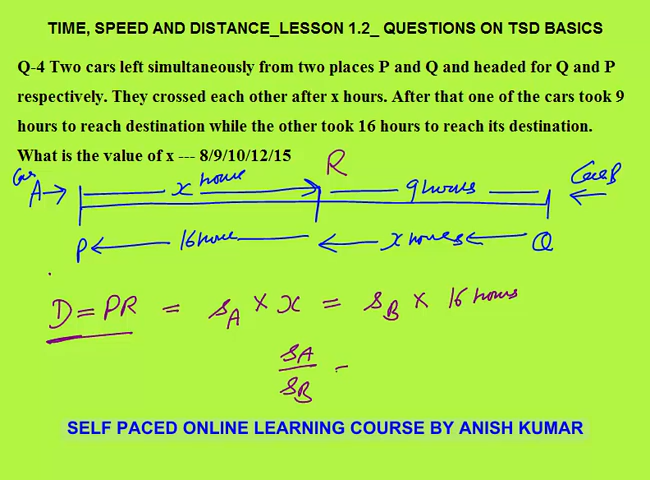 TIME, SPEED AND DISTANCE_LESSON 1.2_ QUESTIONS ON TSD BASICS
Q-4 Two cars left simultaneously from two places P and Q and headed for Q and P
respectively. They crossed each other after x hours. After that one of the cars took 9
hours to reach destination while the other took 16 hours to reach its destination.
What is the value of x --- 8/9/10/12/15
R
Car A x hours 9 hours Car B
P 16 hours x hours Q
D = PR = SA × x = SB × 16 hours
SA
SB =
SELF PACED ONLINE LEARNING COURSE BY ANISH KUMAR